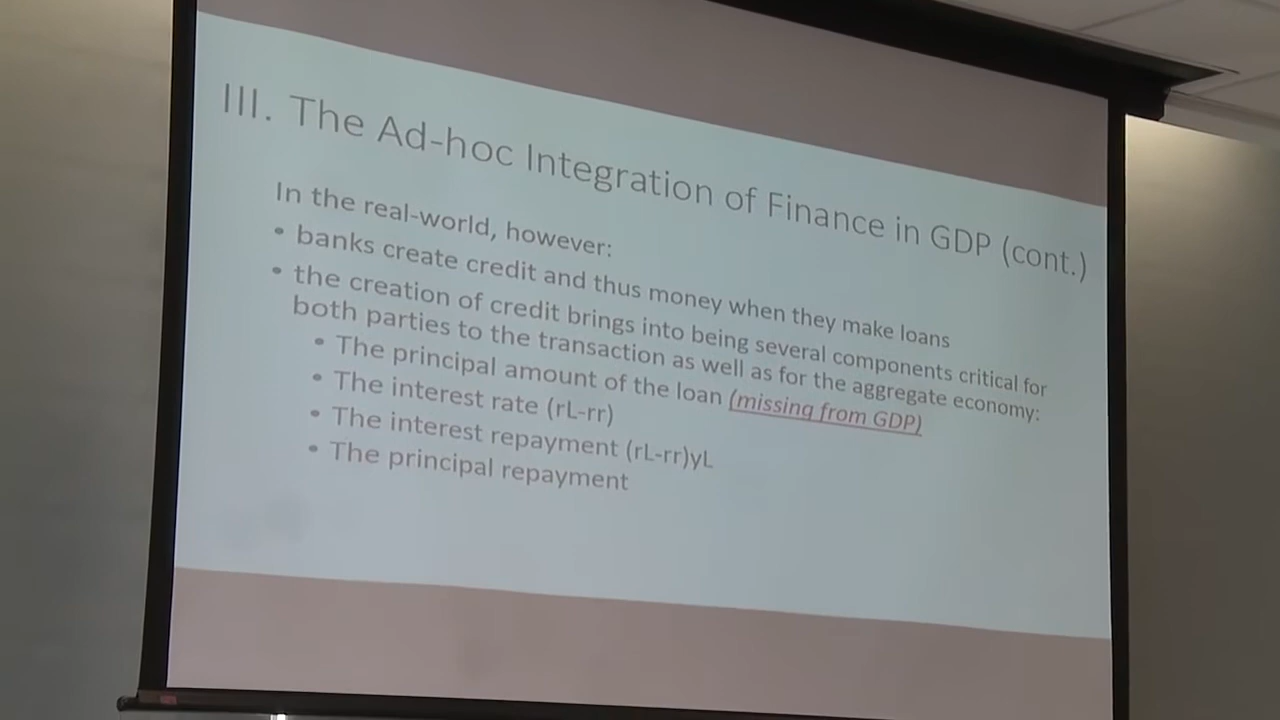 III. The Ad-hoc Integration of Finance in GDP (cont.)
In the real-world, however:
• banks create credit and thus money when they make loans
• the creation of credit brings into being several components critical for
both parties to the transaction as well as for the aggregate economy:
• The principal amount of the loan (missing from GDP)
• The interest rate (rL-rr)
• The interest repayment (rL-rr)yL
• The principal repayment